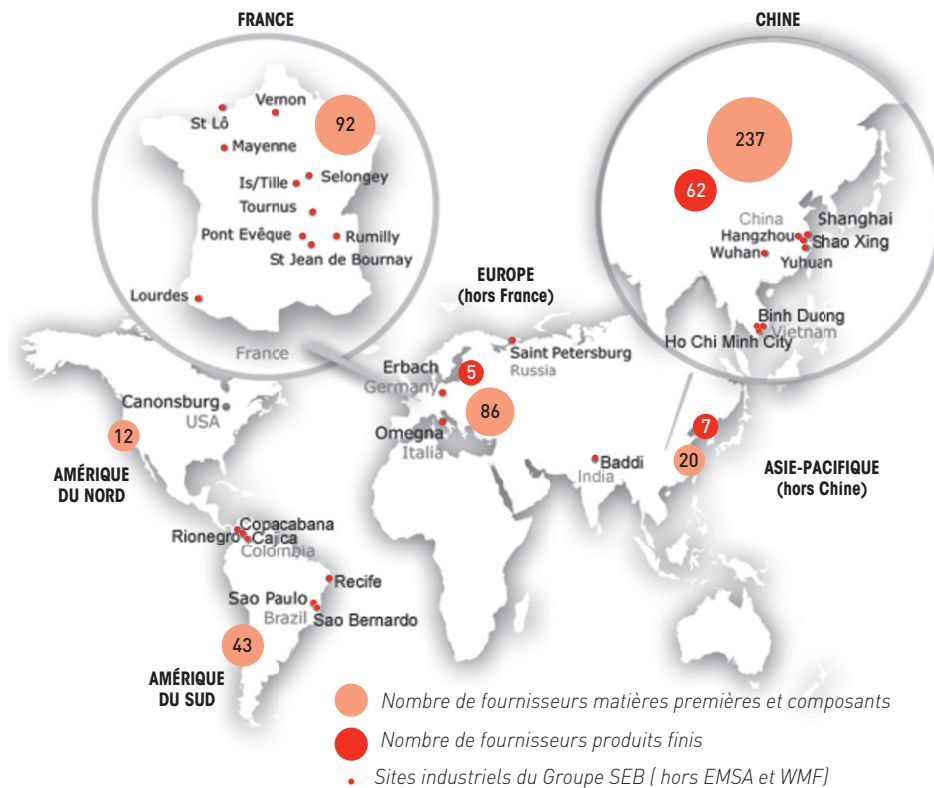 FRANCE
Vernon
St Lô
92
Mayenne
Is/Tille
Selongey
Tournus
Pont Evêque
Rumilly
St Jean de Bournay
Lourdes
France
CHINE
237
62
China
Shanghai
Hangzhou
Shao Xing
Wuhan
Yuhuan
Binh Duong
Vietnam
Ho Chi Minh City
EUROPE
(hors France)
Saint Petersburg
Russia
Erbach
5
Germany
86
Omegna
Italia
Canonsburg
USA
12
AMÉRIQUE
DU NORD
7
20
Baddi
India
ASIE-PACIFIQUE
(hors Chine)
Copacabana
Rionegro
Cajica
Colombia
Recife
Sao Paulo
Brazil
Sao Bernardo
43
AMÉRIQUE
DU SUD
Nombre de fournisseurs matières premières et composants
Nombre de fournisseurs produits finis
Sites industriels du Groupe SEB ( hors EMSA et WMF)